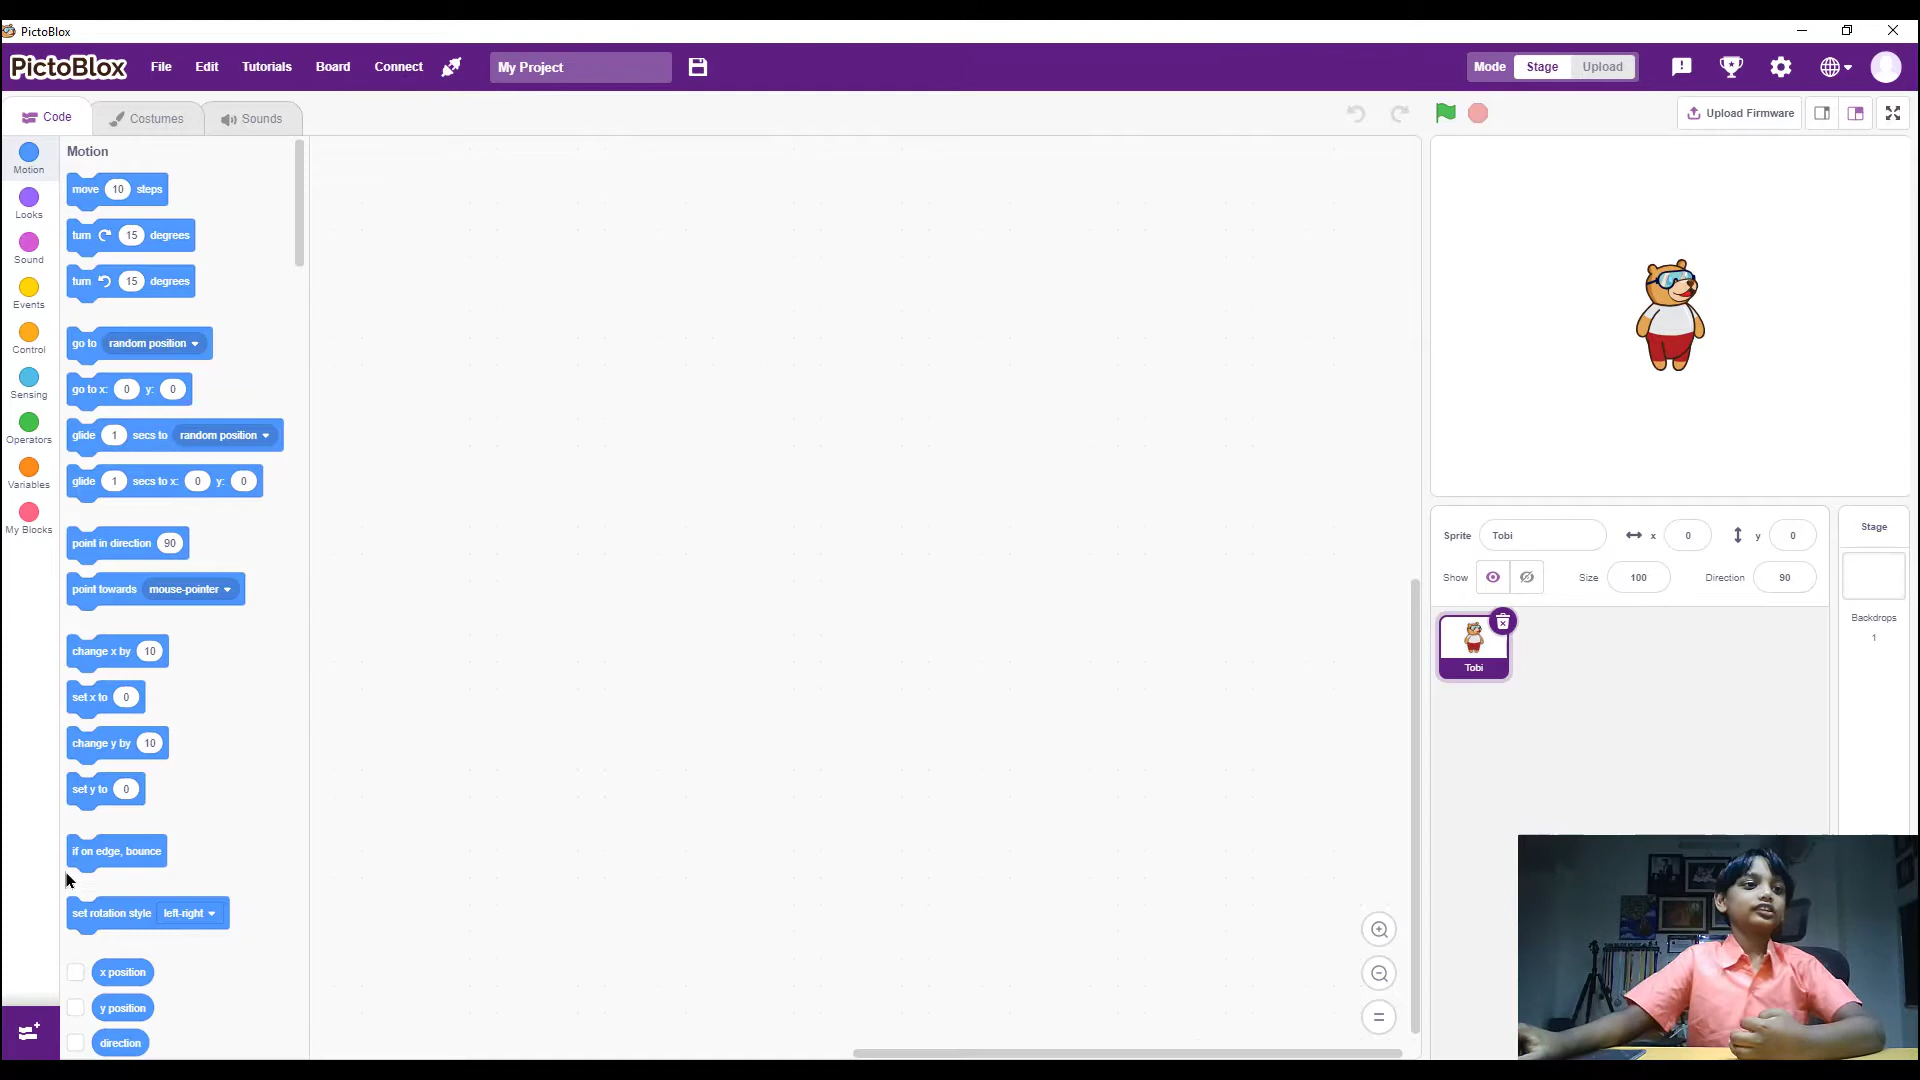 PictoBlox
PictoBlox File Edit Tutorials Board Connect My Project Mode Stage Upload
Code Costumes Sounds Upload Firmware
Motion
Looks
Sound
Events
Control
Sensing
Operators
Variables
My Blocks
Motion
move 10 steps
turn 15 degrees
turn 15 degrees
go to random position
go to x: 0 y: 0
glide 1 secs to random position
glide 1 secs to x: 0 y: 0
point in direction 90
point towards mouse-pointer
change x by 10
set x to 0
change y by 10
set y to 0
if on edge, bounce
set rotation style left-right
x position
y position
direction
Sprite Tobi x 0 y 0
Show Size 100 Direction 90
Tobi
Stage
Backdrops
1